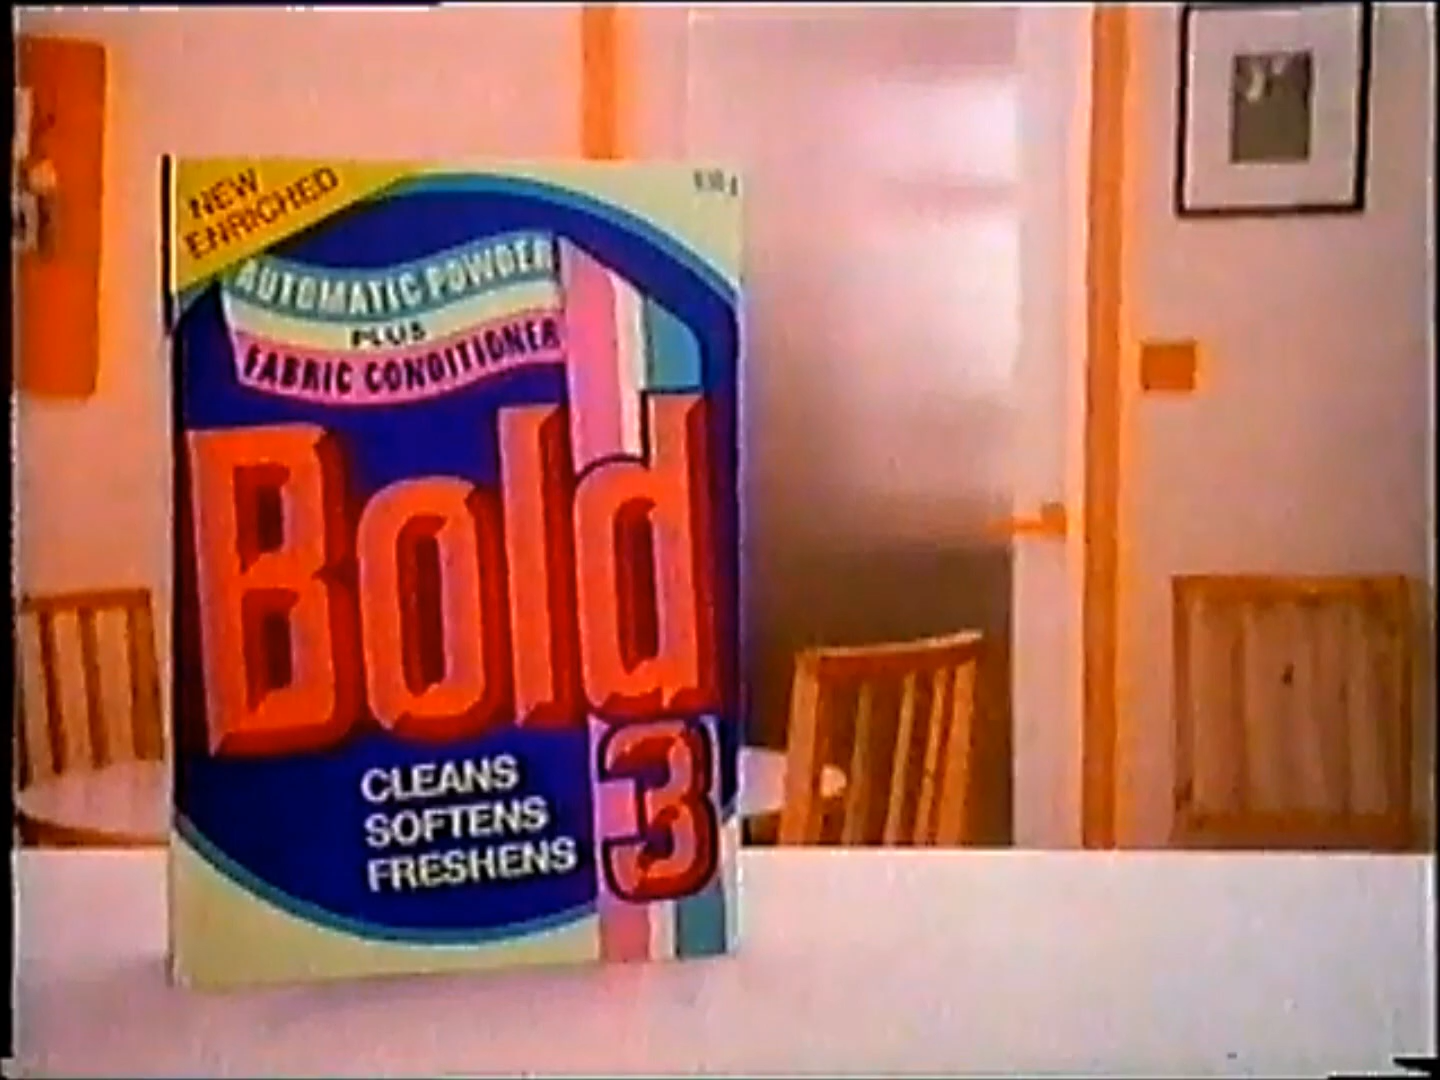 NEW
ENRICHED
AUTOMATIC POWDER
PLUS
FABRIC CONDITIONER
Bold
3
CLEANS
SOFTENS
FRESHENS